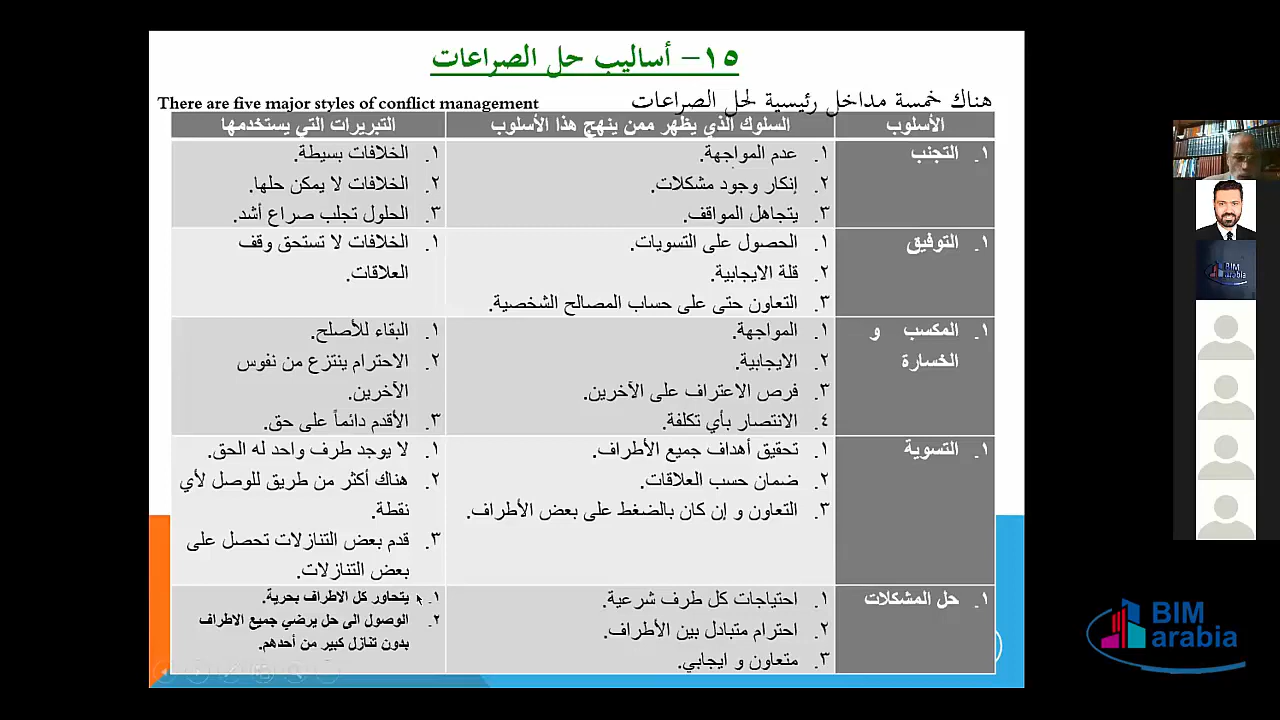 ١٥- أساليب حل الصراعات
هناك خمسة مداخل رئيسية لحل الصراعات
There are five major styles of conflict management
الأسلوب
السلوك الذي يظهر ممن ينهج هذا الأسلوب
التبريرات التي يستخدمها
١. التجنب
١. عدم المواجهة.
٢. إنكار وجود مشكلات.
٣. يتجاهل المواقف.
١. الخلافات بسيطة.
٢. الخلافات لا يمكن حلها.
٣. الحلول تجلب صراع أشد.
١. التوفيق
١. الحصول على التسويات.
٢. قلة الايجابية.
٣. التعاون حتى على حساب المصالح الشخصية.
١. الخلافات لا تستحق وقف
العلاقات.
١. المكسب و
الخسارة
١. المواجهة.
٢. الايجابية.
٣. فرص الاعتراف على الآخرين.
٤. الانتصار بأي تكلفة.
١. البقاء للأصلح.
٢. الاحترام ينتزع من نفوس
الآخرين.
٣. الأقدم دائماً على حق.
١. التسوية
١. تحقيق أهداف جميع الأطراف.
٢. ضمان حسب العلاقات.
٣. التعاون و إن كان بالضغط على بعض الأطراف.
١. لا يوجد طرف واحد له الحق.
٢. هناك أكثر من طريق للوصل لأي
نقطة.
٣. قدم بعض التنازلات تحصل على
بعض التنازلات.
١. حل المشكلات
١. احتياجات كل طرف شرعية.
٢. احترام متبادل بين الأطراف.
٣. متعاون و ايجابي.
١. يتحاور كل الاطراف بحرية.
٢. الوصول الى حل يرضي جميع الاطراف
بدون تنازل كبير من أحدهم.
BIM
arabia
BIM
arabia